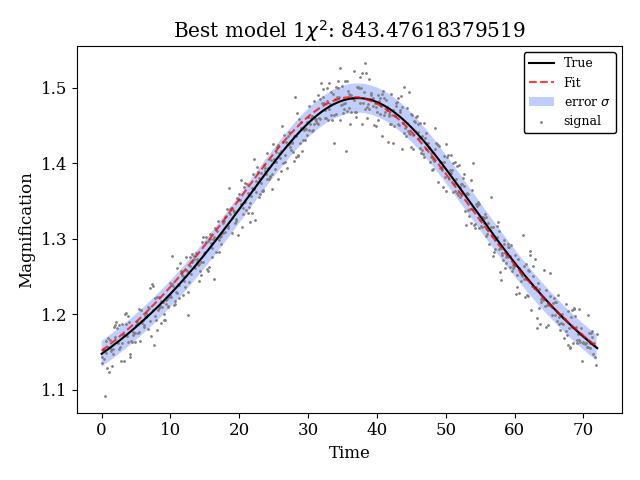 Best model 1χ²: 843.47618379519
True
Fit
error σ
signal
Magnification
1.5
1.4
1.3
1.2
1.1
0 10 20 30 40 50 60 70
Time